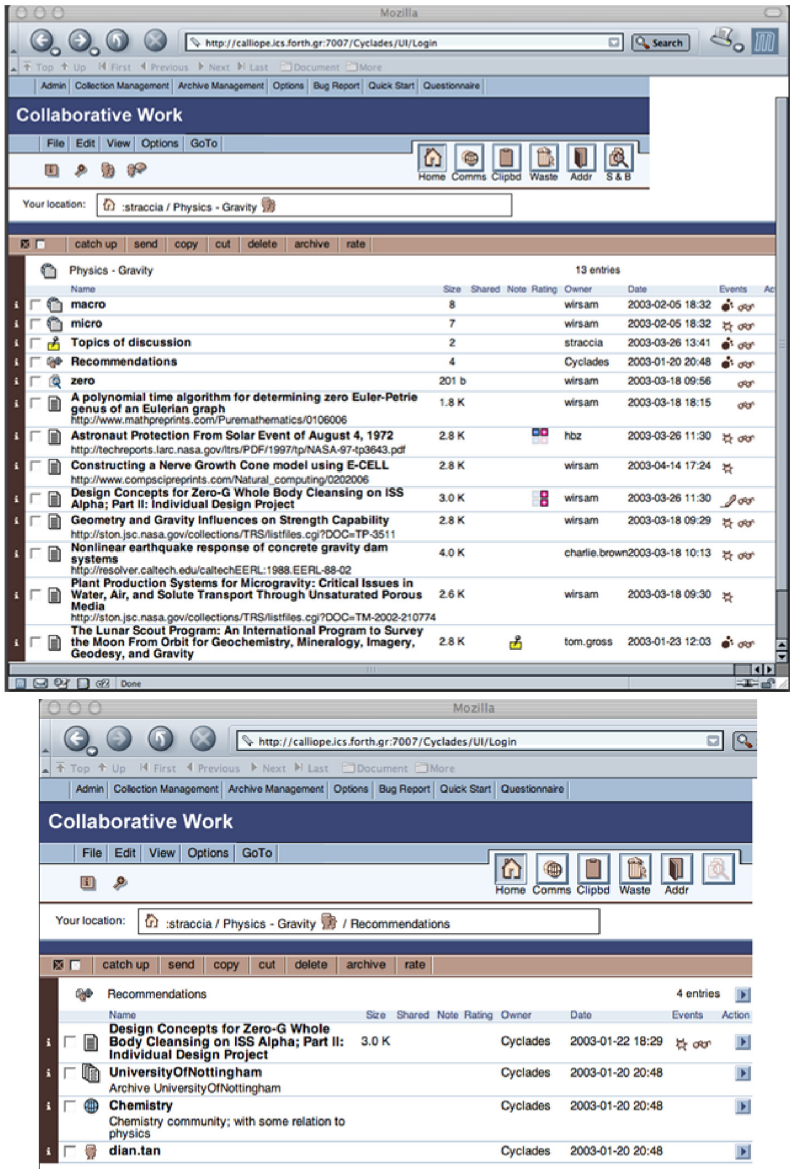 Mozilla
http://calliope.ics.forth.gr:7007/Cyclades/UI/Login Search
Top Up First Previous Next Last Document More
Admin Collection Management Archive Management Options Bug Report Quick Start Questionnaire
Collaborative Work
File Edit View Options GoTo
Home Comms Clipbd Waste Addr S & B
Your location: :straccia / Physics - Gravity
catch up send copy cut delete archive rate
Physics - Gravity 13 entries
Name Size Shared Note Rating Owner Date Events Ac
macro 8 wirsam 2003-02-05 18:32
micro 7 wirsam 2003-02-05 18:32
Topics of discussion 2 straccia 2003-03-26 13:41
Recommendations 4 Cyclades 2003-01-20 20:48
zero 201 b wirsam 2003-03-18 09:56
A polynomial time algorithm for determining zero Euler-Petrie
genus of an Eulerian graph 1.8 K wirsam 2003-03-18 18:15
http://www.mathpreprints.com/Puremathematics/0106006
Astronaut Protection From Solar Event of August 4, 1972 2.8 K hbz 2003-03-26 11:30
http://techreports.larc.nasa.gov/ltrs/PDF/1997/tp/NASA-97-tp3643.pdf
Constructing a Nerve Growth Cone model using E-CELL 2.8 K wirsam 2003-04-14 17:24
http://www.compscipreprints.com/Natural_computing/0202006
Design Concepts for Zero-G Whole Body Cleansing on ISS
Alpha; Part II: Individual Design Project 3.0 K wirsam 2003-03-26 11:30
Geometry and Gravity Influences on Strength Capability 2.8 K wirsam 2003-03-18 09:29
http://ston.jsc.nasa.gov/collections/TRS/listfiles.cgi?DOC=TP-3511
Nonlinear earthquake response of concrete gravity dam
systems 4.0 K charlie.brown 2003-03-18 10:13
http://resolver.caltech.edu/caltechEERL:1988.EERL-88-02
Plant Production Systems for Microgravity: Critical Issues in
Water, Air, and Solute Transport Through Unsaturated Porous
Media 2.6 K wirsam 2003-03-18 09:30
http://ston.jsc.nasa.gov/collections/TRS/listfiles.cgi?DOC=TM-2002-210774
The Lunar Scout Program: An International Program to Survey
the Moon From Orbit for Geochemistry, Mineralogy, Imagery,
Geodesy, and Gravity 2.8 K tom.gross 2003-01-23 12:03
Done
Mozilla
http://calliope.ics.forth.gr:7007/Cyclades/UI/Login
Top Up First Previous Next Last Document More
Admin Collection Management Archive Management Options Bug Report Quick Start Questionnaire
Collaborative Work
File Edit View Options GoTo
Home Comms Clipbd Waste Addr
Your location: :straccia / Physics - Gravity / Recommendations
catch up send copy cut delete archive rate
Recommendations 4 entries
Name Size Shared Note Rating Owner Date Events Action
Design Concepts for Zero-G Whole
Body Cleansing on ISS Alpha; Part II: 3.0 K Cyclades 2003-01-22 18:29
Individual Design Project
UniversityOfNottingham Cyclades 2003-01-20 20:48
Archive UniversityOfNottingham
Chemistry Cyclades 2003-01-20 20:48
Chemistry community; with some relation to
physics
dian.tan Cyclades 2003-01-20 20:48